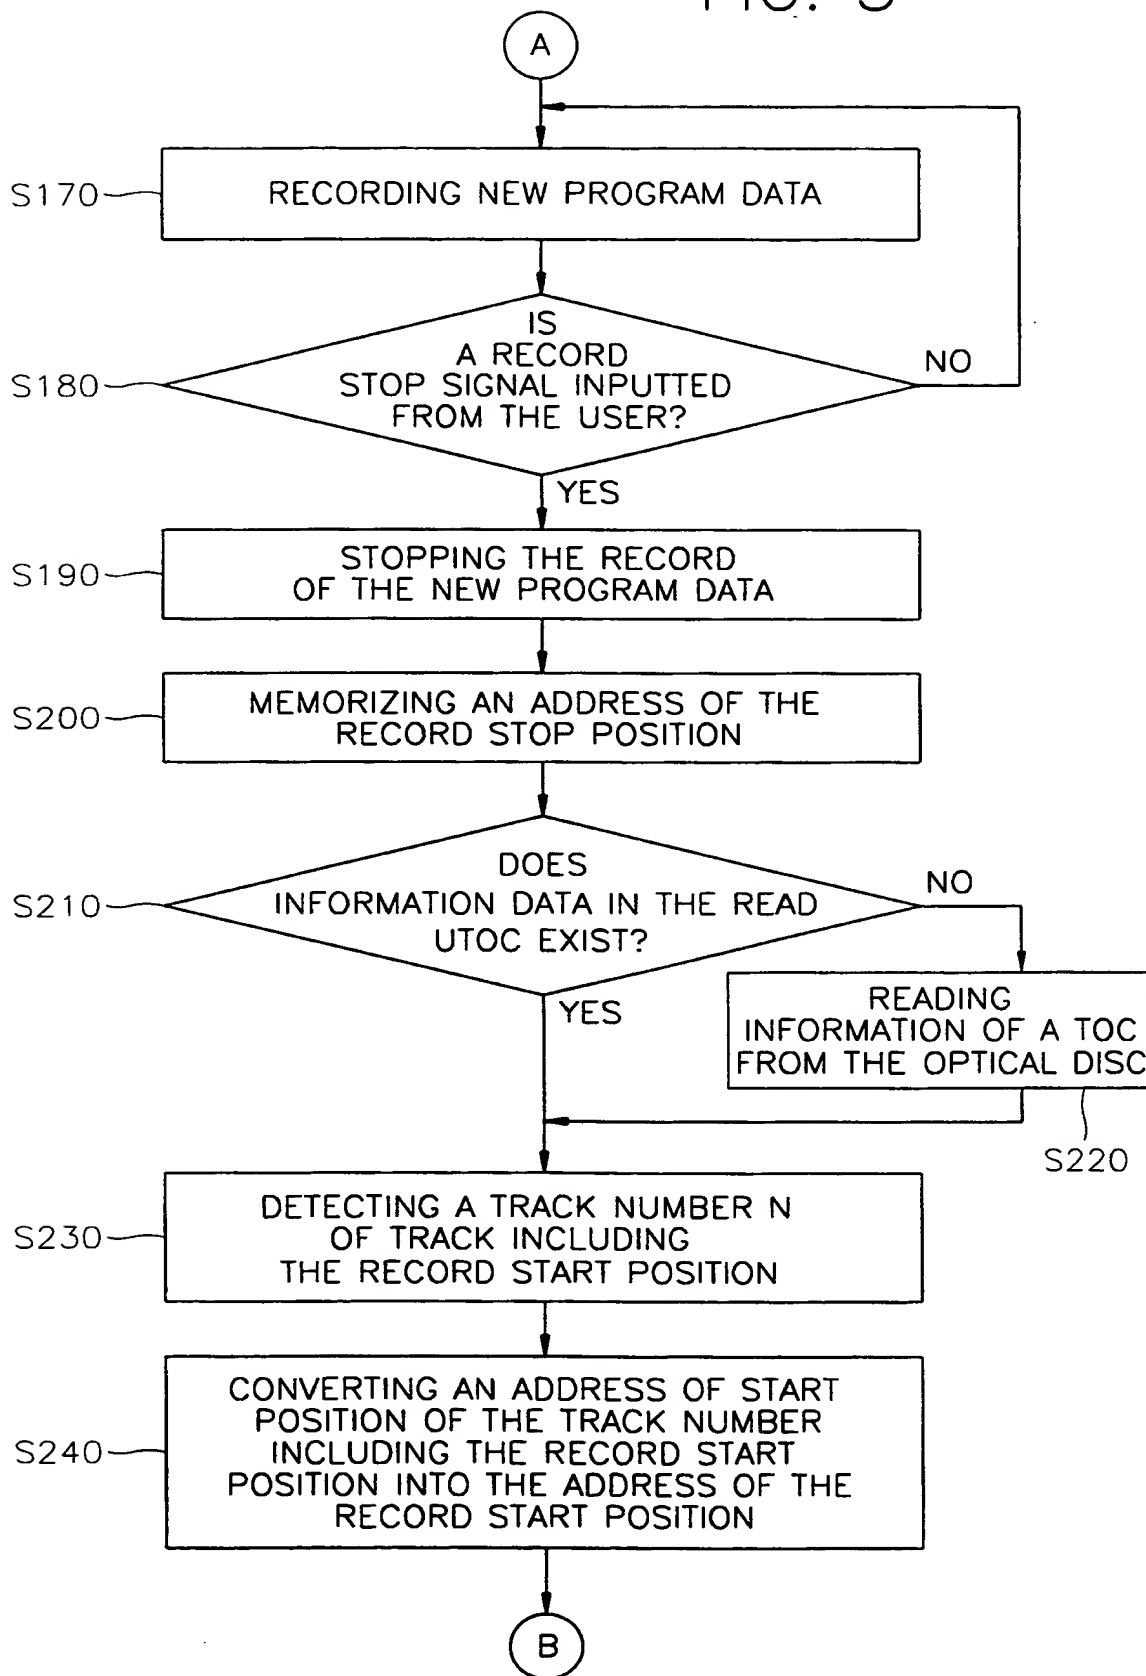 A
S170
RECORDING NEW PROGRAM DATA
IS
A RECORD
STOP SIGNAL INPUTTED
FROM THE USER?
S180
NO
YES
S190
STOPPING THE RECORD
OF THE NEW PROGRAM DATA
S200
MEMORIZING AN ADDRESS OF THE
RECORD STOP POSITION
DOES
INFORMATION DATA IN THE READ
UTOC EXIST?
S210
NO
YES
READING
INFORMATION OF A TOC
FROM THE OPTICAL DISC
S220
S230
DETECTING A TRACK NUMBER N
OF TRACK INCLUDING
THE RECORD START POSITION
S240
CONVERTING AN ADDRESS OF START
POSITION OF THE TRACK NUMBER
INCLUDING THE RECORD START
POSITION INTO THE ADDRESS OF THE
RECORD START POSITION
B